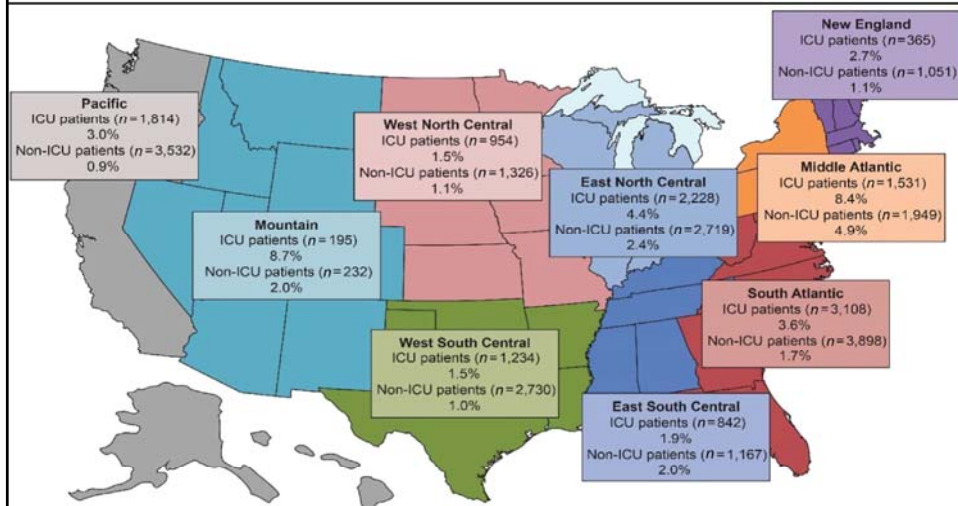 New England
ICU patients (n=365)
2.7%
Non-ICU patients (n=1,051)
1.1%
Pacific
ICU patients (n=1,814)
3.0%
Non-ICU patients (n=3,532)
0.9%
West North Central
ICU patients (n=954)
1.5%
Non-ICU patients (n=1,326)
1.1%
East North Central
ICU patients (n=2,228)
4.4%
Non-ICU patients (n=2,719)
2.4%
Middle Atlantic
ICU patients (n=1,531)
8.4%
Non-ICU patients (n=1,949)
4.9%
Mountain
ICU patients (n=195)
8.7%
Non-ICU patients (n=232)
2.0%
South Atlantic
ICU patients (n=3,108)
3.6%
Non-ICU patients (n=3,898)
1.7%
West South Central
ICU patients (n=1,234)
1.5%
Non-ICU patients (n=2,730)
1.0%
East South Central
ICU patients (n=842)
1.9%
Non-ICU patients (n=1,167)
2.0%